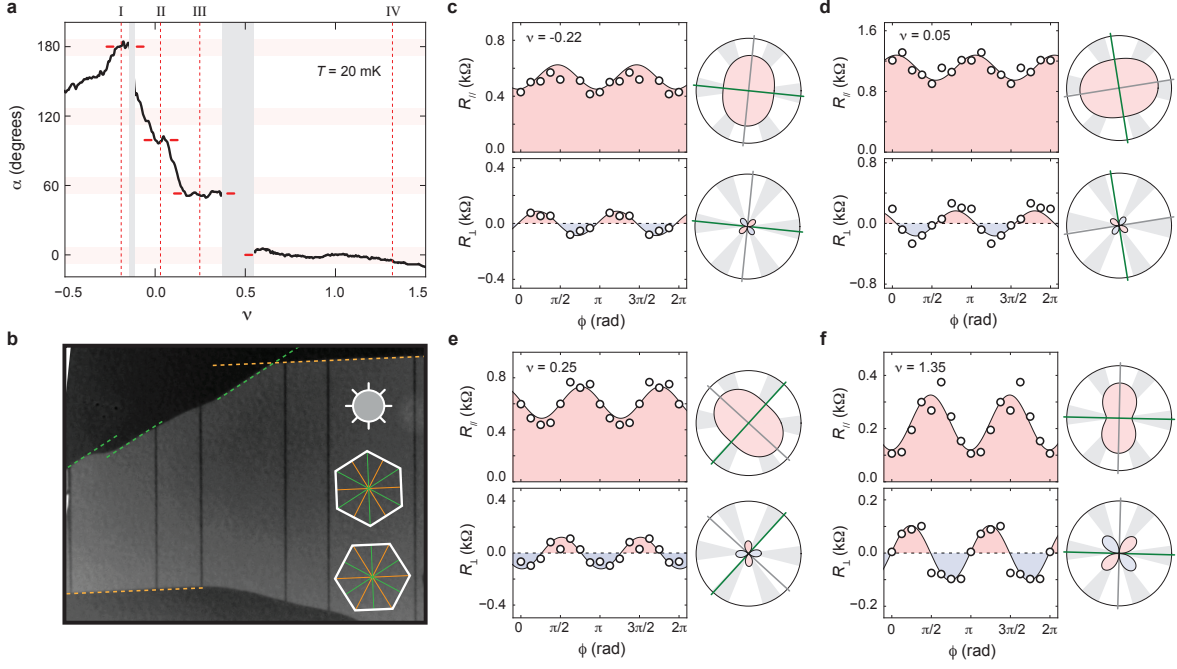 a
I II III IV
180
120
60
0
α (degrees)
T = 20 mK
−0.5 0.0 0.5 1.0 1.5
ν
b
c
ν = -0.22
0.8
0.4
0.0
R// (kΩ)
0.4
0.0
−0.4
R⊥ (kΩ)
0 π/2 π 3π/2 2π
ϕ (rad)
d
ν = 0.05
1.6
0.8
0.0
R// (kΩ)
0.8
0.0
−0.8
R⊥ (kΩ)
0 π/2 π 3π/2 2π
ϕ (rad)
e
ν = 0.25
0.8
0.4
0.0
R// (kΩ)
0.4
0.0
−0.4
R⊥ (kΩ)
0 π/2 π 3π/2 2π
ϕ (rad)
f
ν = 1.35
0.4
0.2
0.0
R// (kΩ)
0.2
0.0
−0.2
R⊥ (kΩ)
0 π/2 π 3π/2 2π
ϕ (rad)